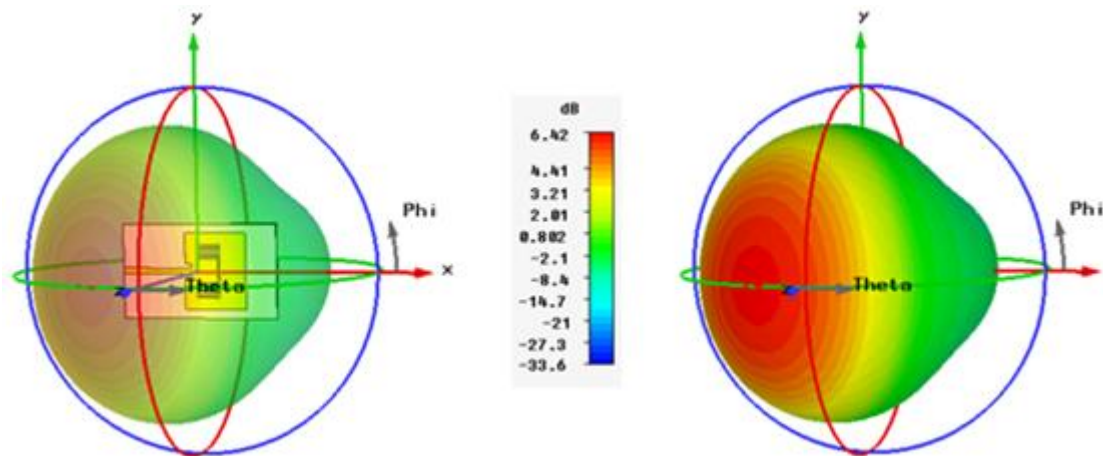 y
Phi
x
z
Theta
dB
6.42
4.41
3.21
2.01
0.802
-2.1
-8.4
-14.7
-21
-27.3
-33.6
y
Phi
z
Theta